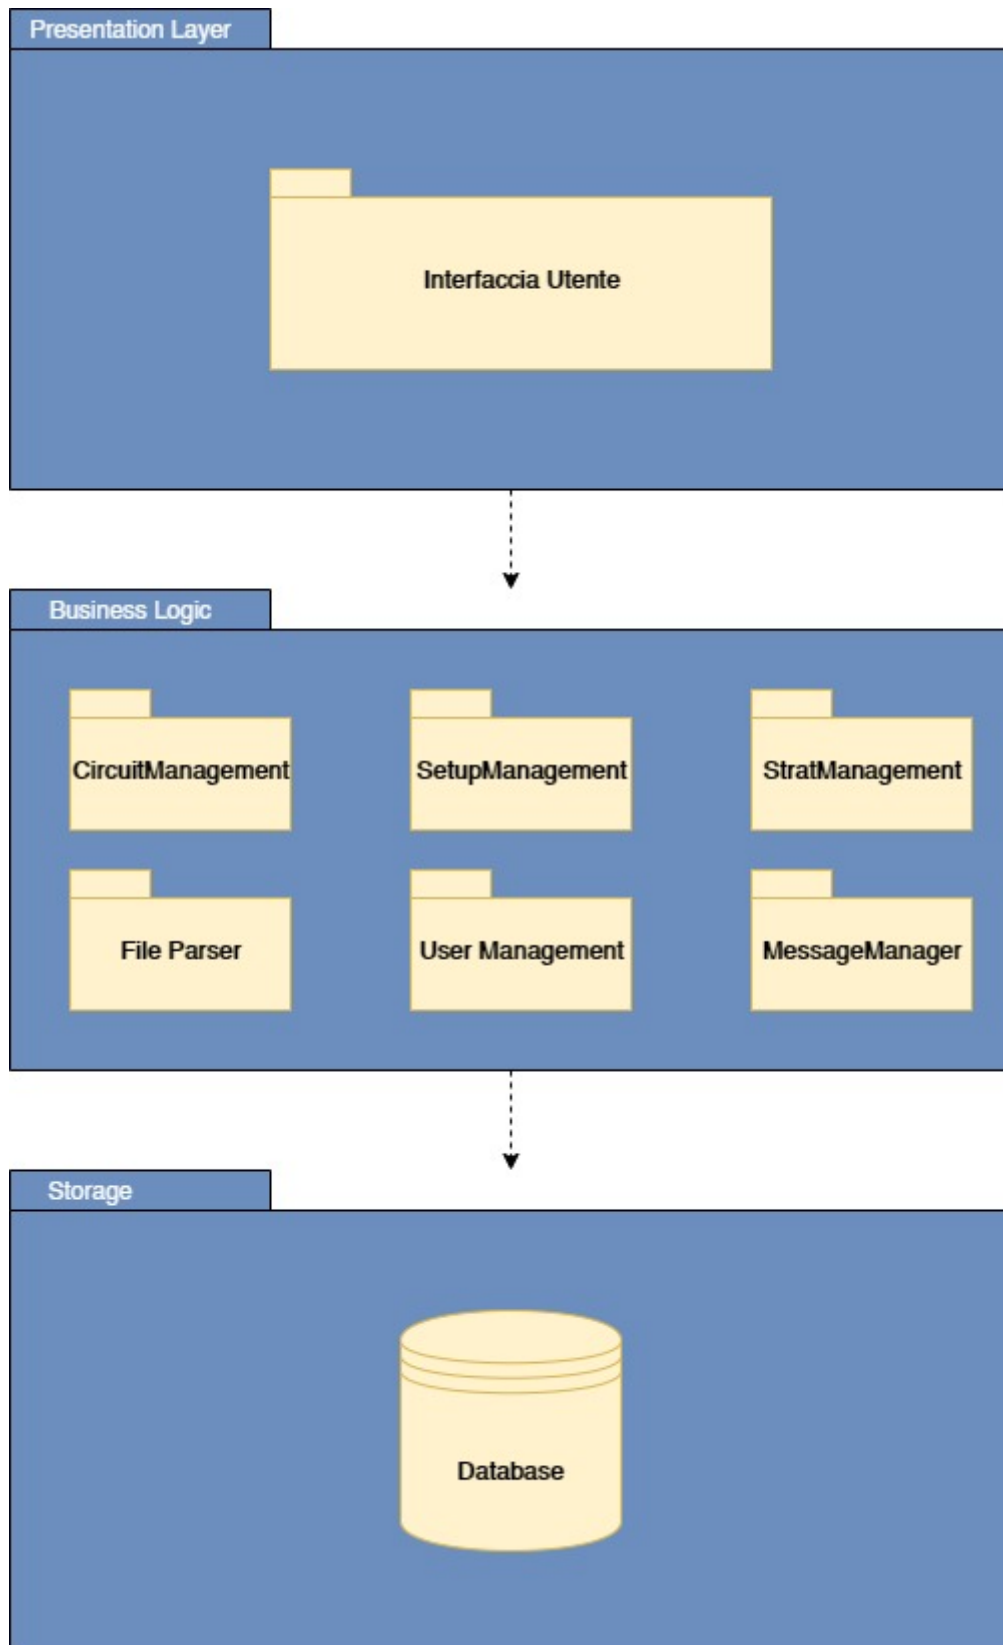 Presentation Layer
Interfaccia Utente
Business Logic
CircuitManagement
SetupManagement
StratManagement
File Parser
User Management
MessageManager
Storage
Database